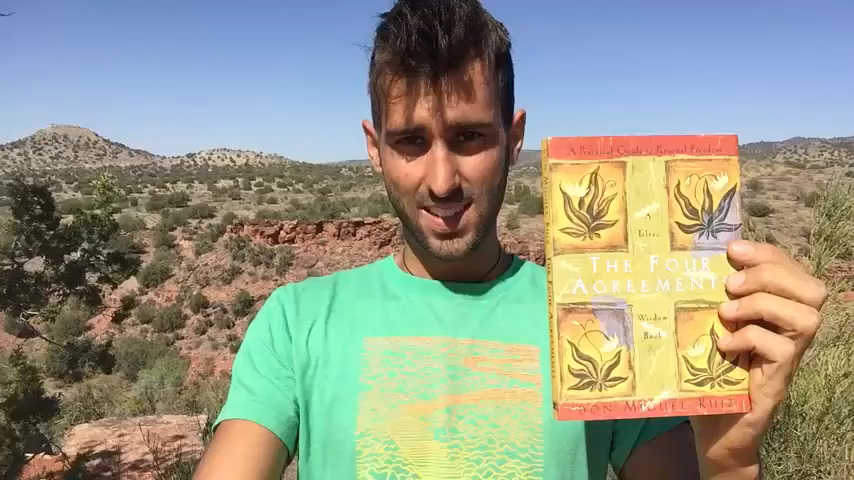 A Practical Guide to Personal Freedom
A
Toltec
THE FOUR
AGREEMENTS
Wisdom
Book
DON MIGUEL RUIZ